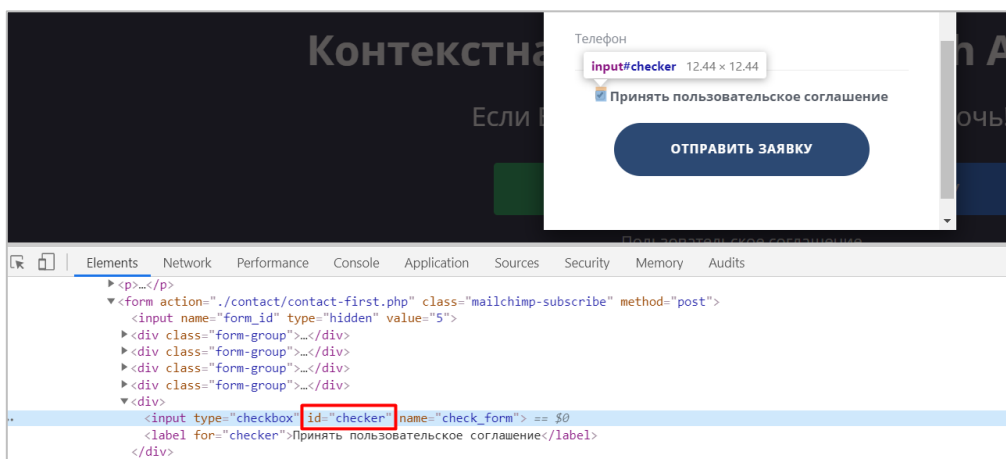 Телефон
Контекстна
h А
input#checker 12.44 × 12.44
Принять пользовательское соглашение
Если
очь
ОТПРАВИТЬ ЗАЯВКУ
Пользовательское соглашение
Elements Network Performance Console Application Sources Security Memory Audits
▶<p>…</p>
▼<form action="./contact/contact-first.php" class="mailchimp-subscribe" method="post">
<input name="form_id" type="hidden" value="5">
▶<div class="form-group">…</div>
▶<div class="form-group">…</div>
▶<div class="form-group">…</div>
▶<div class="form-group">…</div>
▼<div>
<input type="checkbox" id="checker" name="check_form"> == $0
<label for="checker">Принять пользовательское соглашение</label>
</div>